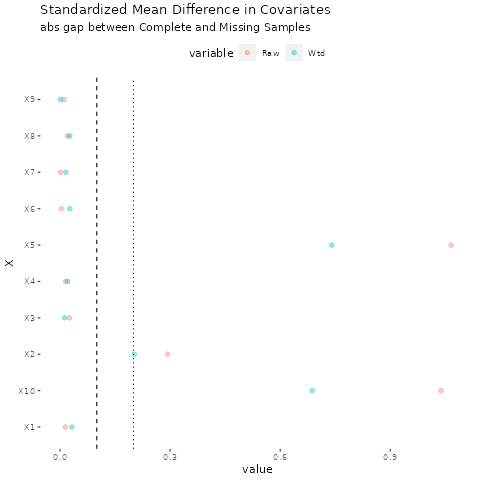 Standardized Mean Difference in Covariates
abs gap between Complete and Missing Samples
variable Raw Wtd
X9
X8
X7
X6
X5
X4
X3
X2
X10
X1
X
0.0 0.3 0.6 0.9
value